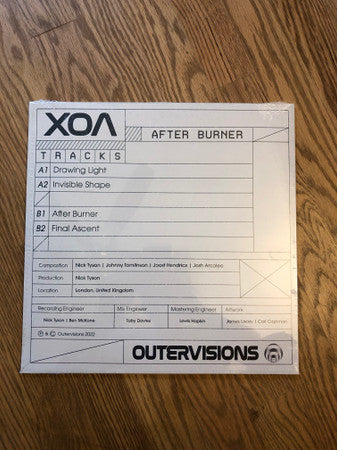 XOA
AFTER BURNER
TRACKS
A1 Drawing Light
A2 Invisible Shape
B1 After Burner
B2 Final Ascent
Composition Nick Tyson | Johnny Tomlinson | Joost Hendrickx | Josh Arcoleo
Production Nick Tyson
Location London, United Kingdom
Recording Engineer Mix Engineer Mastering Engineer Artwork
Nick Tyson | Ben McKone Toby Davies Lewis Hopkin James Lacey | Carl Cashman
℗ © Outervisions 2022
OUTERVISIONS